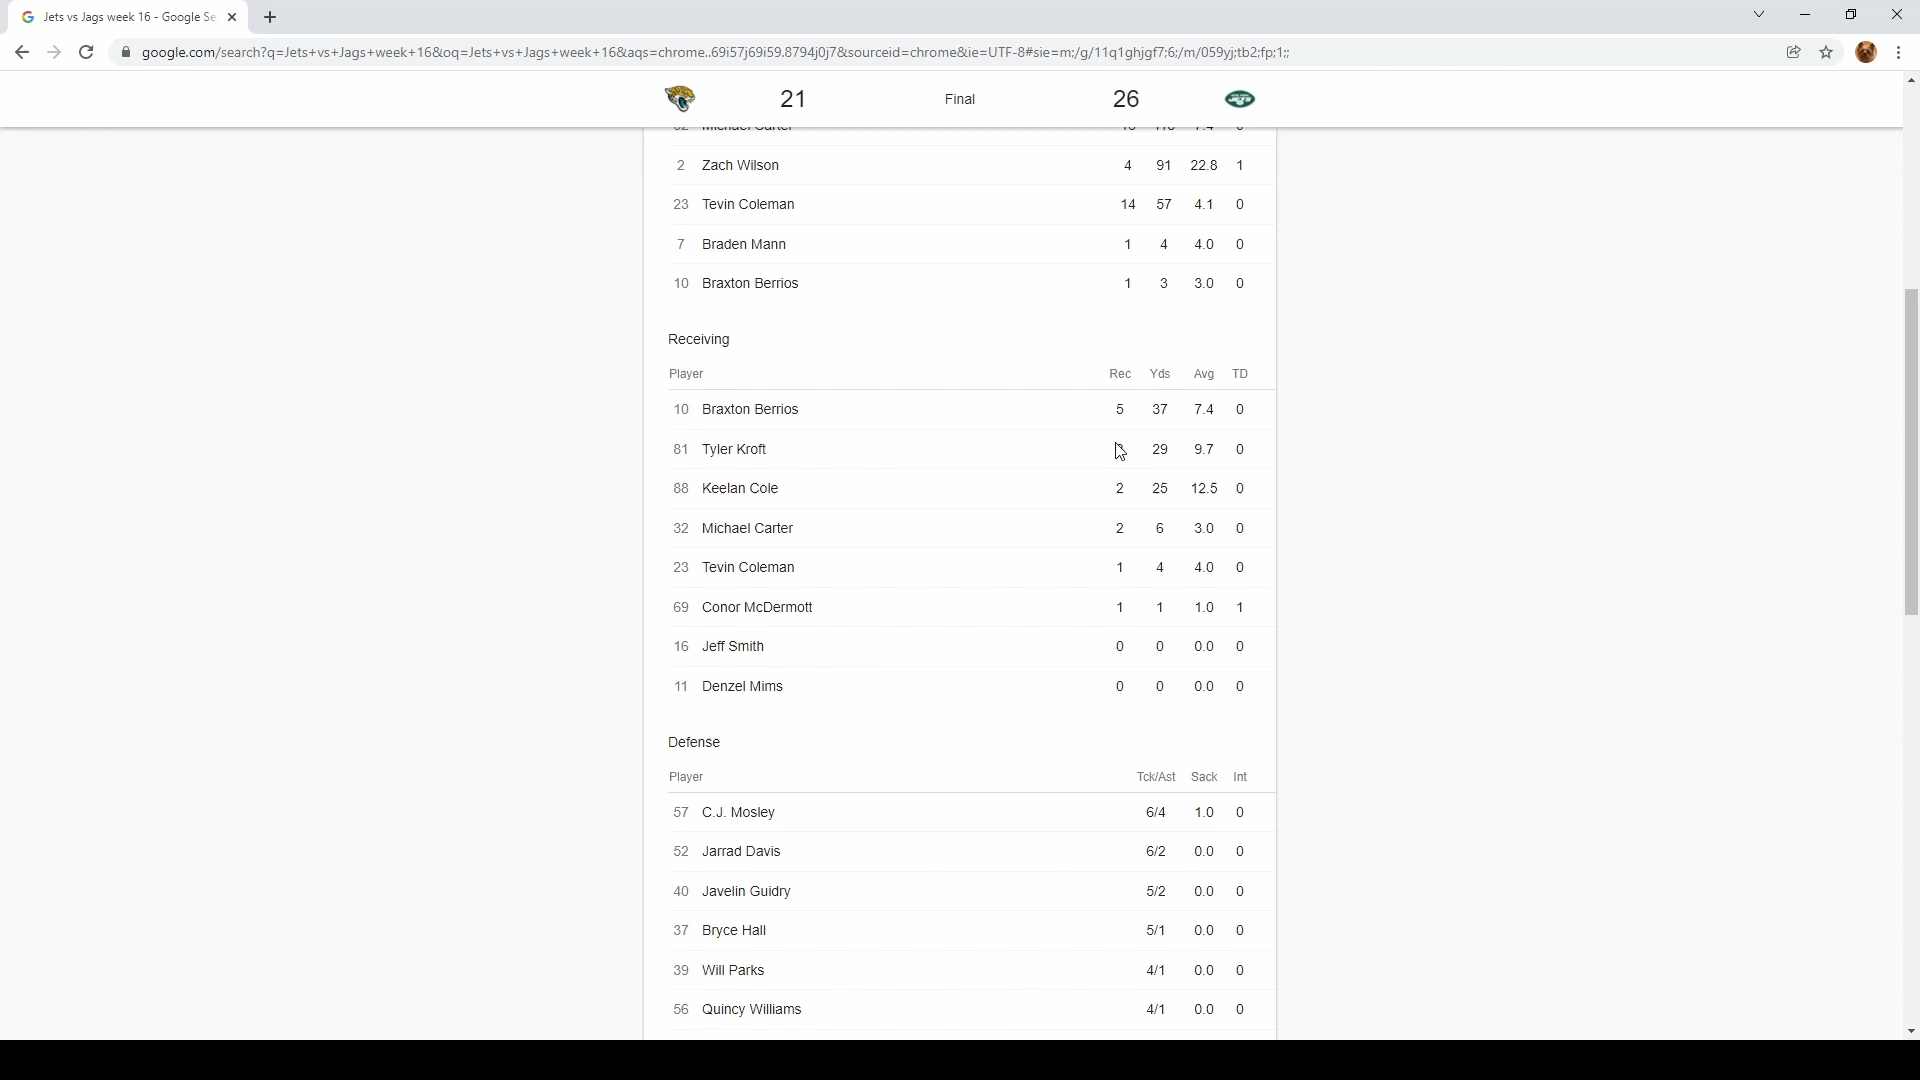 Jets vs Jags week 16 - Google Se
google.com/search?q=Jets+vs+Jags+week+16&oq=Jets+vs+Jags+week+16&aqs=chrome..69i57j69i59.8794j0j7&sourceid=chrome&ie=UTF-8#sie=m;/g/11q1ghjgf7;6;/m/059yj;tb2;fp;1;;
21 Final 26 JETS
2 Zach Wilson 4 91 22.8 1
23 Tevin Coleman 14 57 4.1 0
7 Braden Mann 1 4 4.0 0
10 Braxton Berrios 1 3 3.0 0
Receiving
Player Rec Yds Avg TD
10 Braxton Berrios 5 37 7.4 0
81 Tyler Kroft 29 9.7 0
88 Keelan Cole 2 25 12.5 0
32 Michael Carter 2 6 3.0 0
23 Tevin Coleman 1 4 4.0 0
69 Conor McDermott 1 1 1.0 1
16 Jeff Smith 0 0 0.0 0
11 Denzel Mims 0 0 0.0 0
Defense
Player Tck/Ast Sack Int
57 C.J. Mosley 6/4 1.0 0
52 Jarrad Davis 6/2 0.0 0
40 Javelin Guidry 5/2 0.0 0
37 Bryce Hall 5/1 0.0 0
39 Will Parks 4/1 0.0 0
56 Quincy Williams 4/1 0.0 0